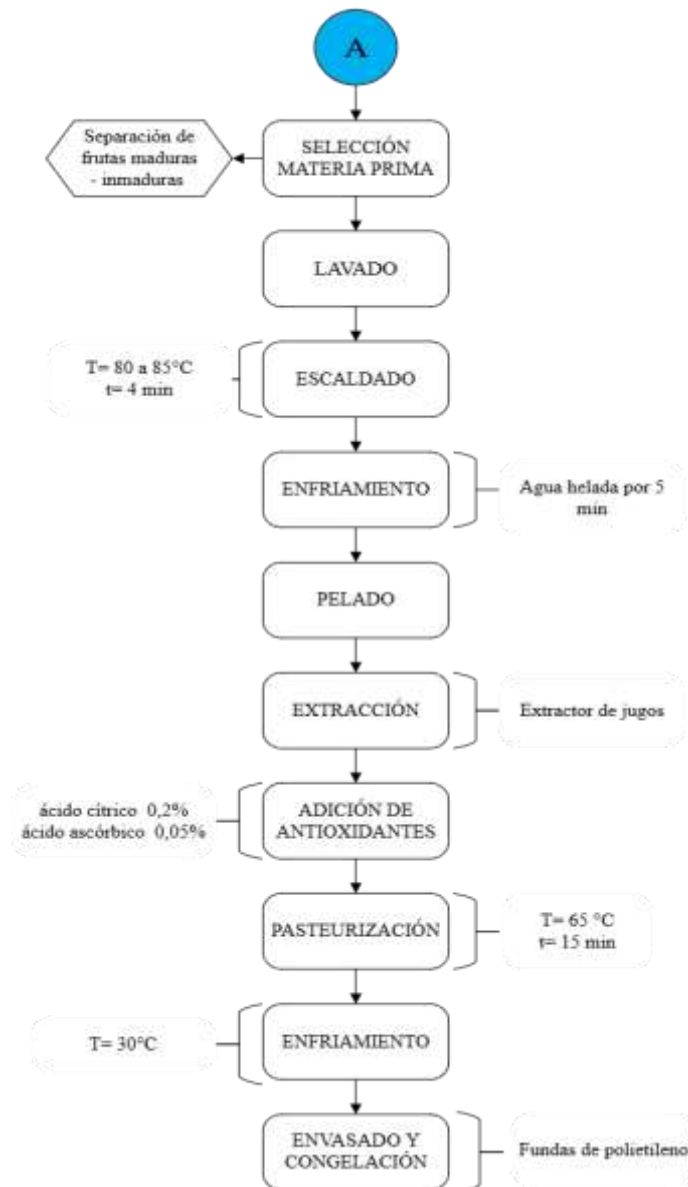 A
Separación de
frutas maduras
- inmaduras
SELECCIÓN
MATERIA PRIMA
LAVADO
T= 80 a 85°C
t= 4 min
ESCALDADO
ENFRIAMIENTO
Agua helada por 5
mín
PELADO
EXTRACCIÓN
Extractor de jugos
ácido cítrico 0,2%
ácido ascórbico 0,05%
ADICIÓN DE
ANTIOXIDANTES
PASTEURIZACIÓN
T= 65 °C
t= 15 min
T= 30°C
ENFRIAMIENTO
ENVASADO Y
CONGELACIÓN
Fundas de polietileno